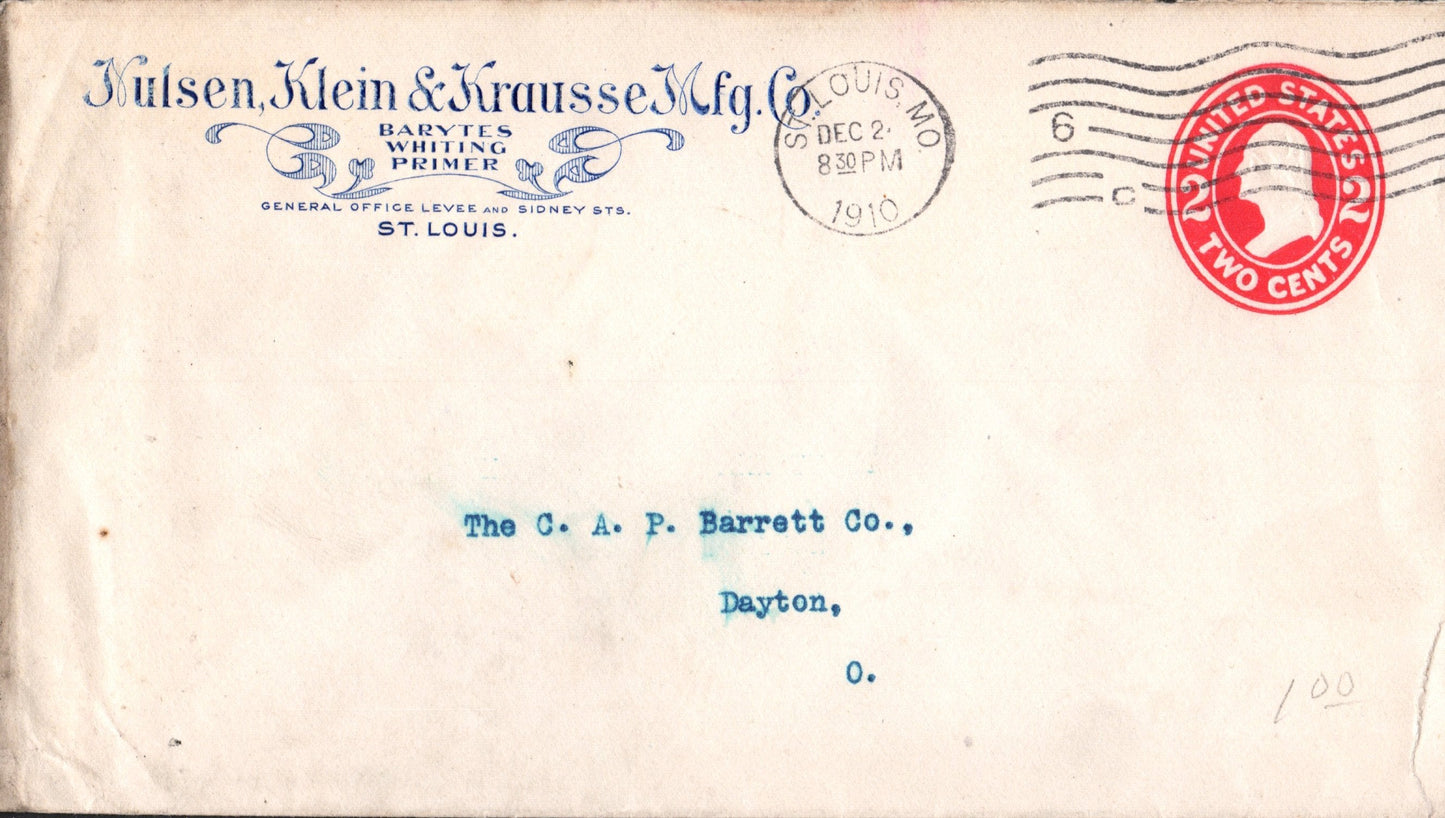 Nulsen, Klein & Krausse Mfg. Co.
BARYTES
WHITING
PRIMER
GENERAL OFFICE LEVEE AND SIDNEY STS.
ST. LOUIS.
ST. LOUIS, MO.
DEC 2
8 30 PM
1910
6
C
UNITED STATES
2 2
TWO CENTS
The C. A. P. Barrett Co.,
Dayton,
O.
1 00